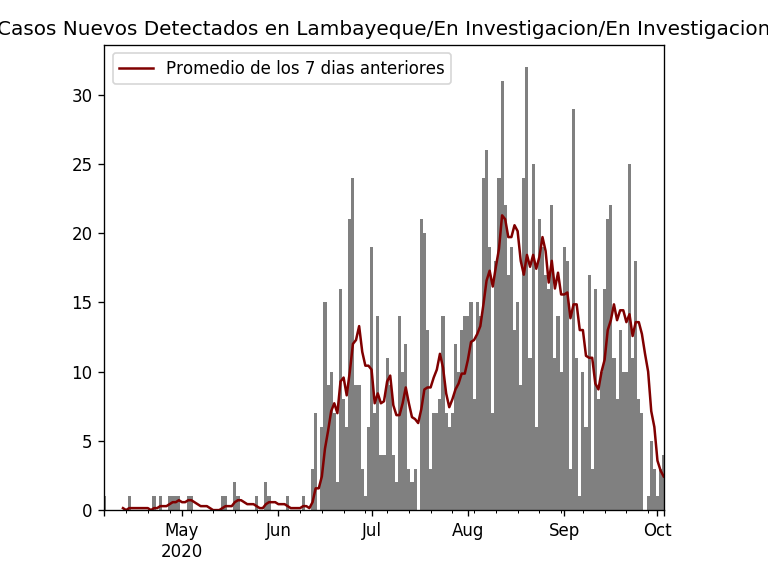 Casos Nuevos Detectados en Lambayeque/En Investigacion/En Investigacion
Promedio de los 7 dias anteriores
30
25
20
15
10
5
0
May Jun Jul Aug Sep Oct
2020